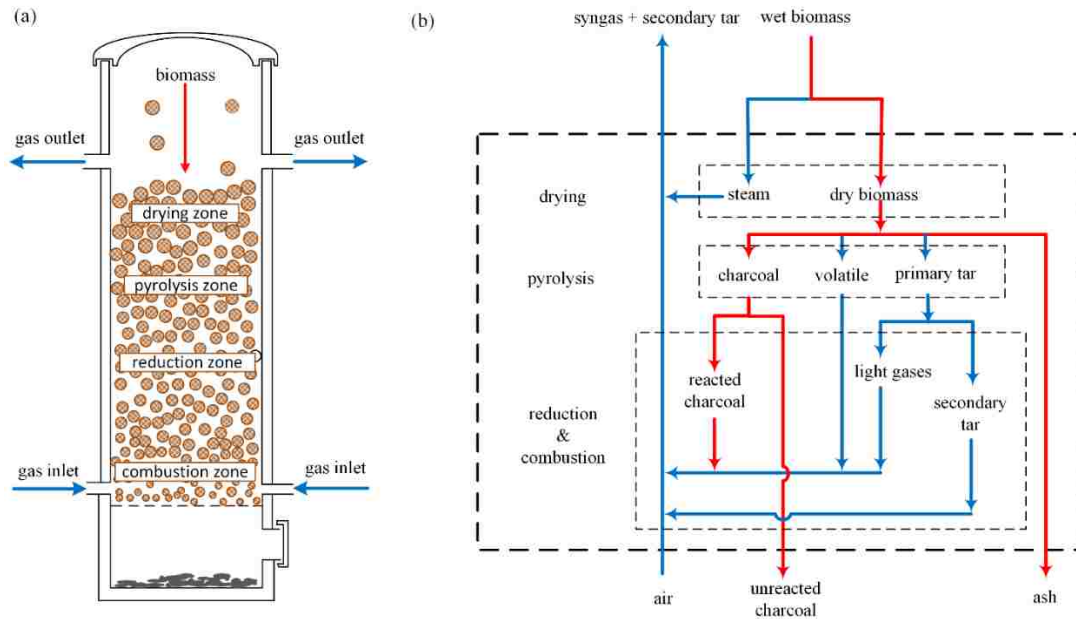 (a)
biomass
gas outlet
gas outlet
drying zone
pyrolysis zone
reduction zone
combustion zone
gas inlet
gas inlet
(b)
syngas + secondary tar
wet biomass
drying
steam
dry biomass
pyrolysis
charcoal
volatile
primary tar
reduction
&
combustion
reacted
charcoal
light gases
secondary
tar
air
unreacted
charcoal
ash